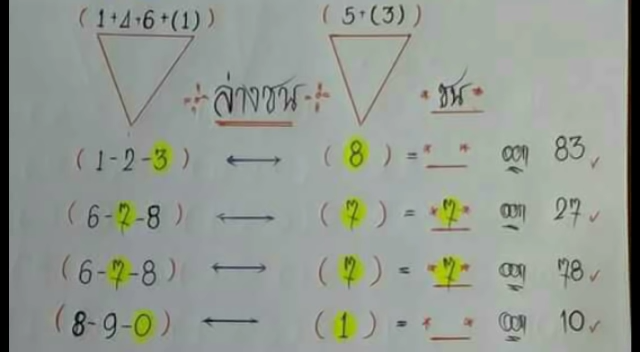 (1+4+6+(1)) (5+(3))
ล่างชน *ชน*
(1-2-3) ↔ (8) = * * ออก 83 ✓
(6-7-8) ↔ (7) = *7* ออก 27 ✓
(6-7-8) ↔ (7) = *7* ออก 78 ✓
(8-9-0) ↔ (1) = * * ออก 10 ✓